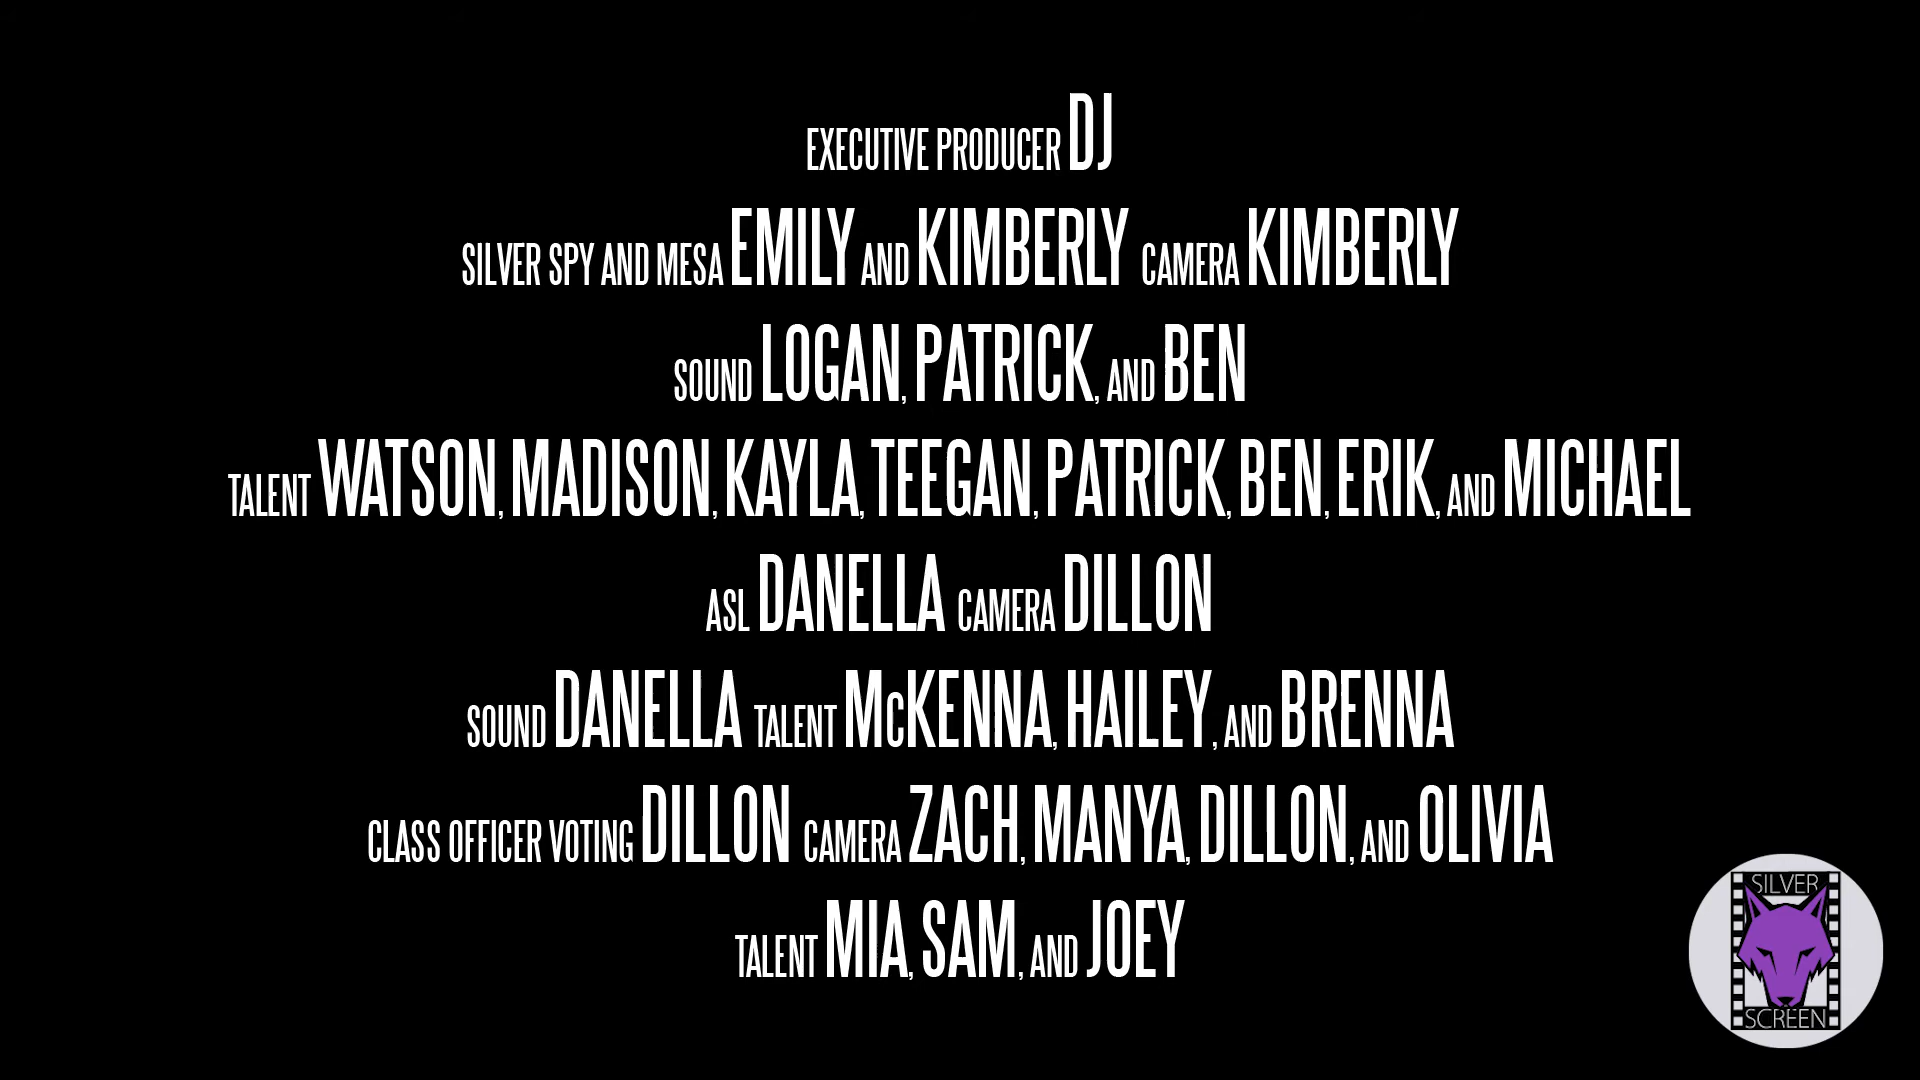 EXECUTIVE PRODUCER DJ
SILVER SPY AND MESA EMILY AND KIMBERLY CAMERA KIMBERLY
SOUND LOGAN, PATRICK, AND BEN
TALENT WATSON, MADISON, KAYLA, TEEGAN, PATRICK, BEN, ERIK, AND MICHAEL
ASL DANELLA CAMERA DILLON
SOUND DANELLA TALENT McKENNA, HAILEY, AND BRENNA
CLASS OFFICER VOTING DILLON CAMERA ZACH, MANYA, DILLON, AND OLIVIA
TALENT MIA, SAM, AND JOEY
SILVER
SCREEN